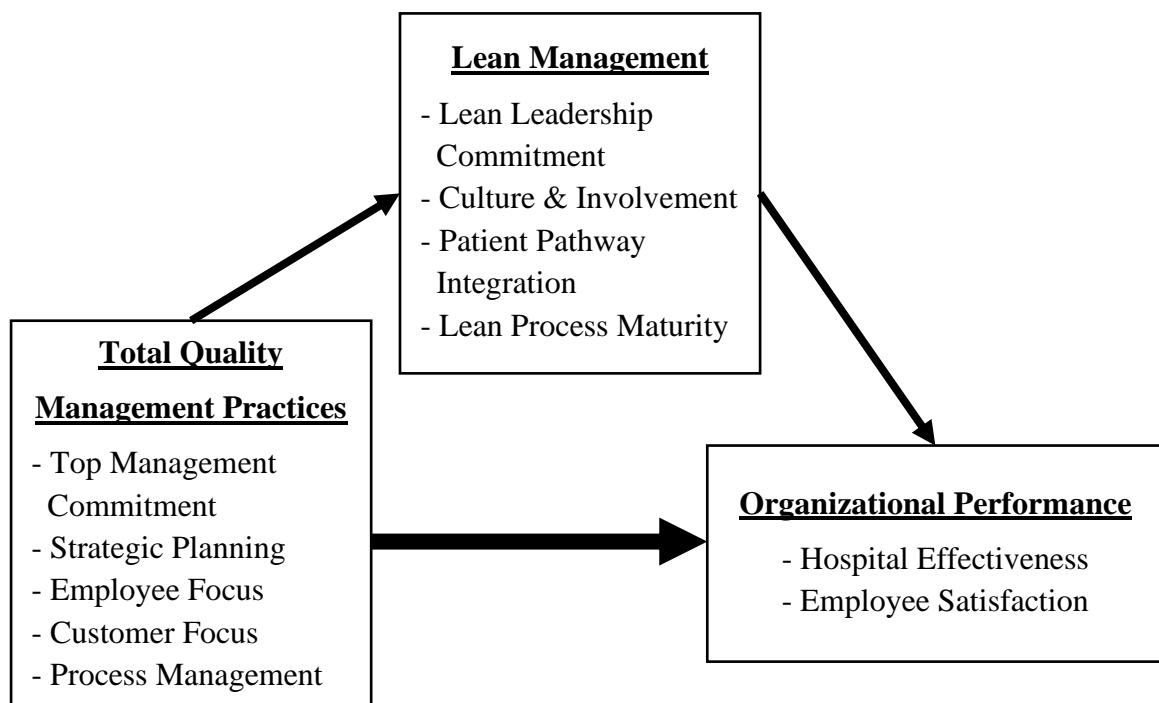 Lean Management
- Lean Leadership
Commitment
- Culture & Involvement
- Patient Pathway
Integration
- Lean Process Maturity
Total Quality
Management Practices
- Top Management
Commitment
- Strategic Planning
- Employee Focus
- Customer Focus
- Process Management
Organizational Performance
- Hospital Effectiveness
- Employee Satisfaction